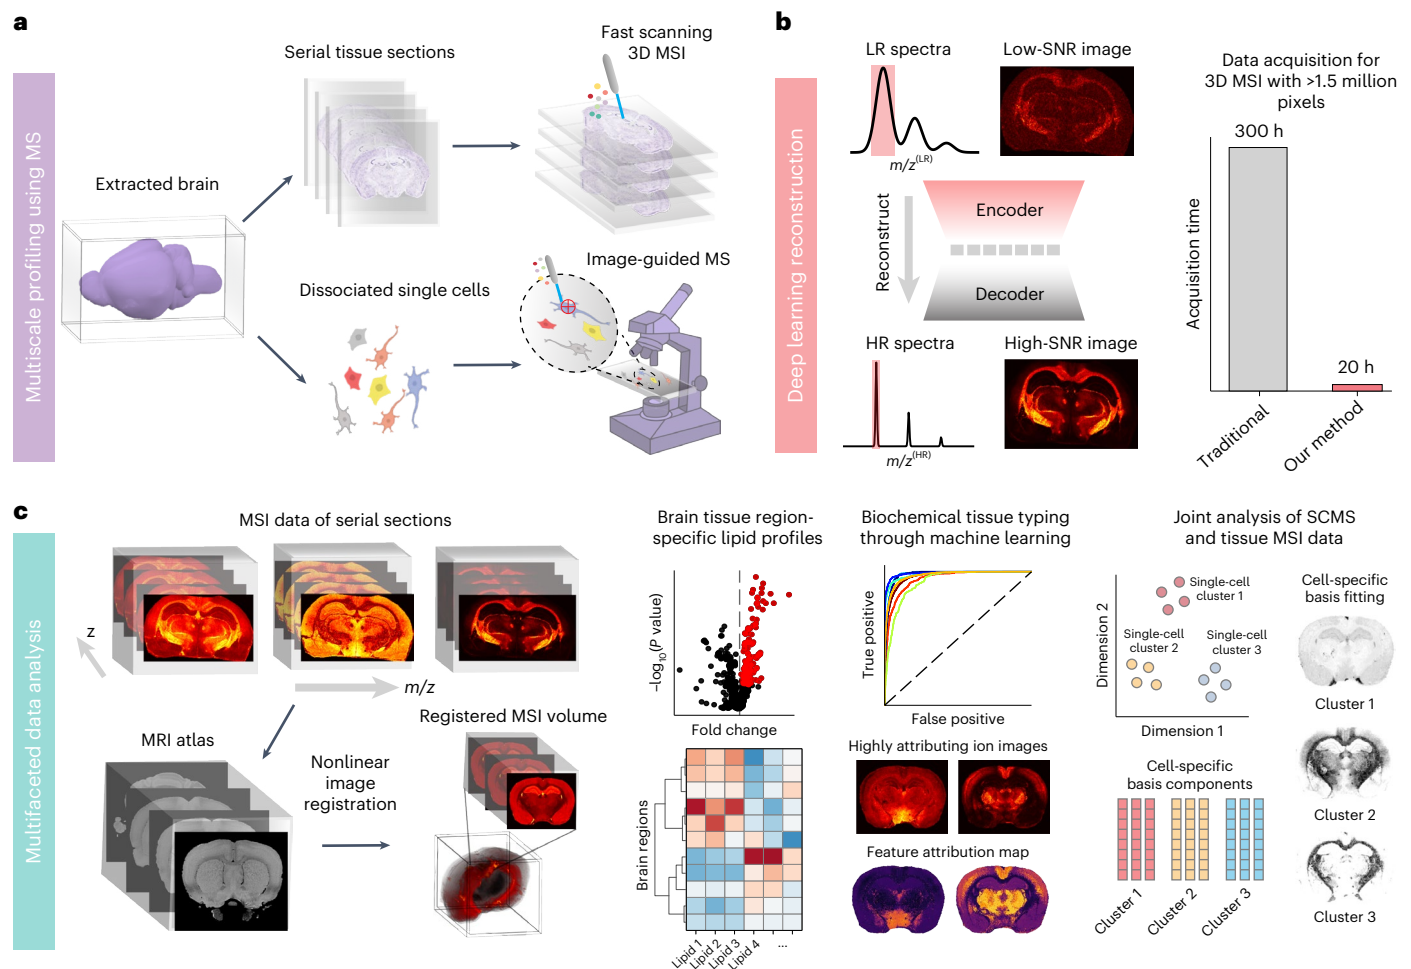 a
Multiscale profiling using MS
Extracted brain
Serial tissue sections
Fast scanning
3D MSI
Dissociated single cells
Image-guided MS
b
Deep learning reconstruction
LR spectra
m/z(LR)
Low-SNR image
Reconstruct
Encoder
Decoder
HR spectra
m/z(HR)
High-SNR image
Data acquisition for
3D MSI with >1.5 million
pixels
Acquisition time
300 h
20 h
Traditional
Our method
c
Multifaceted data analysis
MSI data of serial sections
z
m/z
MRI atlas
Nonlinear
image
registration
Registered MSI volume
Brain tissue region-
specific lipid profiles
–log10(P value)
Fold change
Brain regions
Lipid 1
Lipid 2
Lipid 3
Lipid 4
...
Biochemical tissue typing
through machine learning
True positive
False positive
Highly attributing ion images
Feature attribution map
Joint analysis of SCMS
and tissue MSI data
Dimension 2
Single-cell
cluster 1
Single-cell
cluster 2
Single-cell
cluster 3
Dimension 1
Cell-specific
basis components
Cluster 1
Cluster 2
Cluster 3
Cell-specific
basis fitting
Cluster 1
Cluster 2
Cluster 3